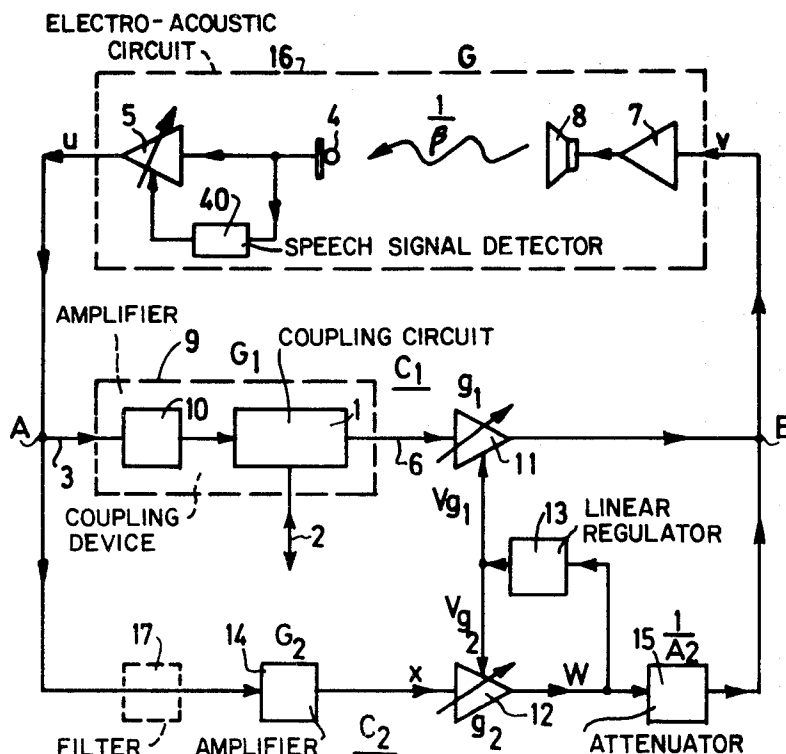 ELECTRO-ACOUSTIC
CIRCUIT
16
G
5
4
1
β
8
7
u
v
40
SPEECH SIGNAL DETECTOR
AMPLIFIER
9
G1
COUPLING CIRCUIT
C1
g1
A
3
10
1
6
11
B
COUPLING
DEVICE
2
Vg1
13
LINEAR
REGULATOR
Vg2
17
14
G2
x
W
15
1
A2
g2
12
FILTER
AMPLIFIER
C2
ATTENUATOR